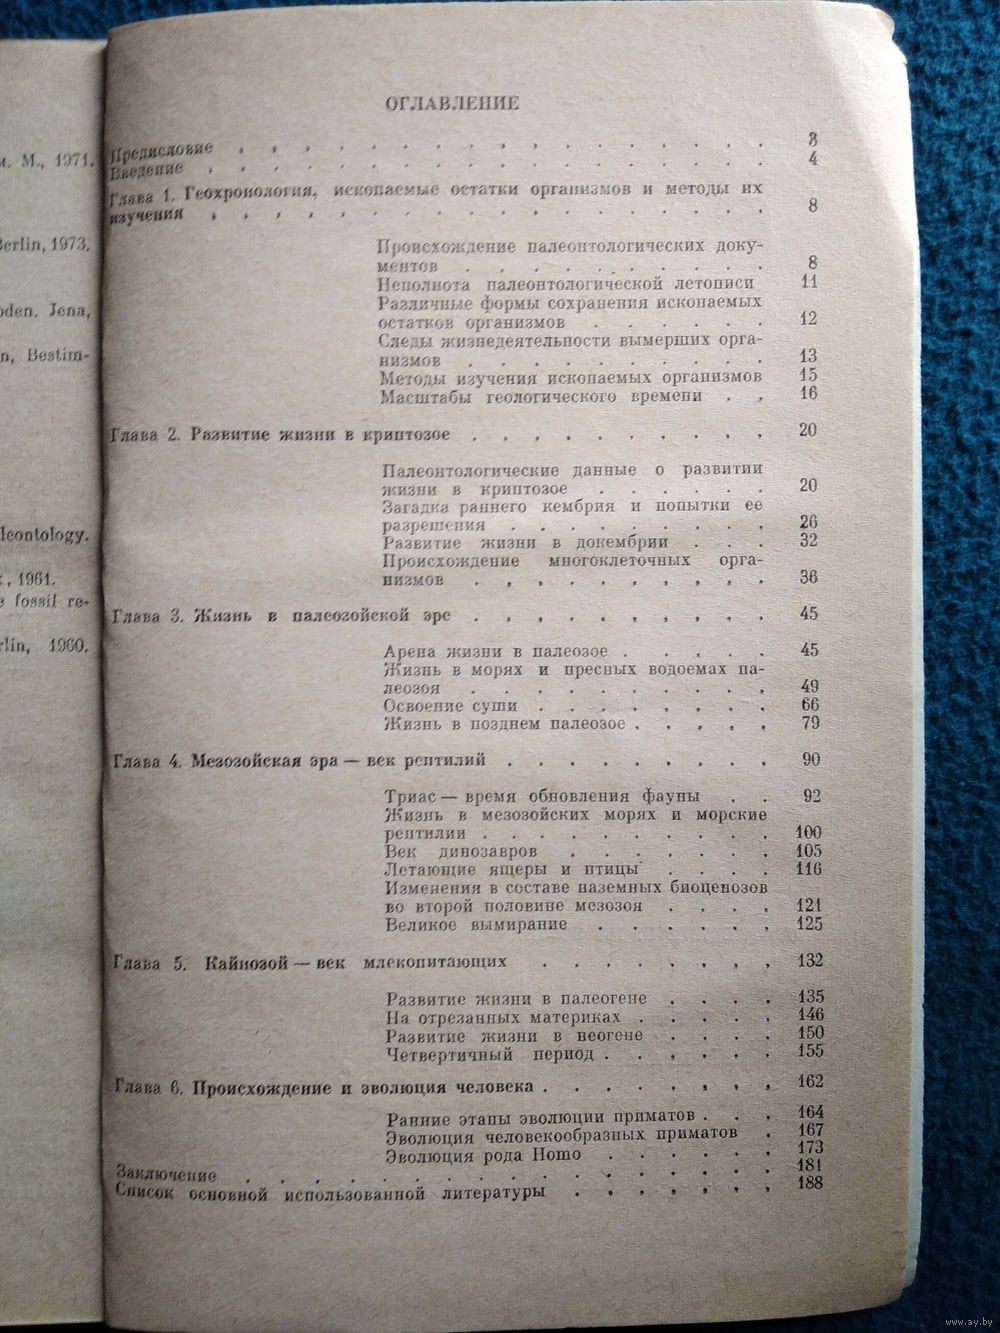 и. М., 1971.
Berlin, 1973.
oden. Jena,
n, Bestim-
leontology.
, 1961.
e fossil re-
rlin, 1960.
ОГЛАВЛЕНИЕ
Предисловие . . . . . . . . . . . . . . . . 3
Введение . . . . . . . . . . . . . . . . . 4
Глава 1. Геохронология, ископаемые остатки организмов и методы их
изучения . . . . . . . . . . . . . . . . . 8
Происхождение палеонтологических доку-
ментов . . . . . . . . . 8
Неполнота палеонтологической летописи 11
Различные формы сохранения ископаемых
остатков организмов . . . . . . 12
Следы жизнедеятельности вымерших орга-
низмов . . . . . . . . . 13
Методы изучения ископаемых организмов 15
Масштабы геологического времени . . 16
Глава 2. Развитие жизни в криптозое . . . . . . . . . . 20
Палеонтологические данные о развитии
жизни в криптозое . . . . . . 20
Загадка раннего кембрия и попытки ее
разрешения . . . . . . . . . 26
Развитие жизни в докембрии . . . 32
Происхождение многоклеточных орга-
низмов . . . . . . . . . . 36
Глава 3. Жизнь в палеозойской эре . . . . . . . . . . 45
Арена жизни в палеозое . . . . . 45
Жизнь в морях и пресных водоемах па-
леозоя . . . . . . . . . . 49
Освоение суши . . . . . . . . 66
Жизнь в позднем палеозое . . . . . 79
Глава 4. Мезозойская эра — век рептилий . . . . . . . . . 90
Триас — время обновления фауны . . 92
Жизнь в мезозойских морях и морские
рептилии . . . . . . . . . . 100
Век динозавров . . . . . . . 105
Летающие ящеры и птицы . . . . 116
Изменения в составе наземных биоценозов
во второй половине мезозоя . . . . 121
Великое вымирание . . . . . . 125
Глава 5. Кайнозой — век млекопитающих . . . . . . . . 132
Развитие жизни в палеогене . . . . 135
На отрезанных материках . . . . . 146
Развитие жизни в неогене . . . . 150
Четвертичный период . . . . . . 155
Глава 6. Происхождение и эволюция человека . . . . . . . . 162
Ранние этапы эволюции приматов . . . 164
Эволюция человекообразных приматов . 167
Эволюция рода Homo . . . . . . 173
Заключение . . . . . . . . . . . . . . . . 181
Список основной использованной литературы . . . . . . . 188
www.ay.by